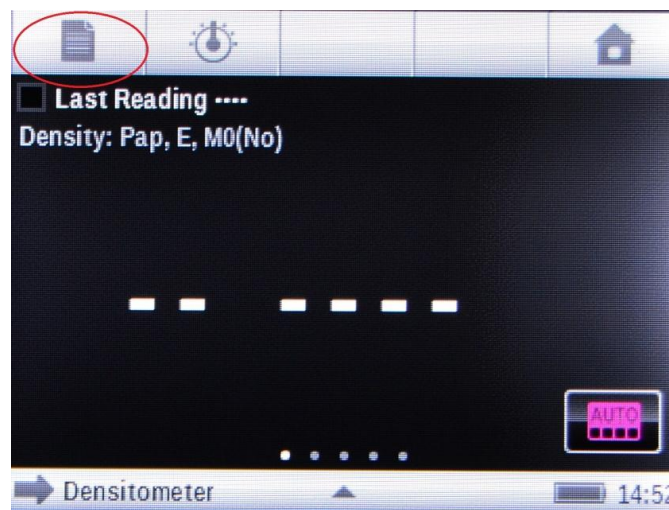 Last Reading ----
Density: Pap, E, M0(No)
-- ----
AUTO
Densitometer
14:52